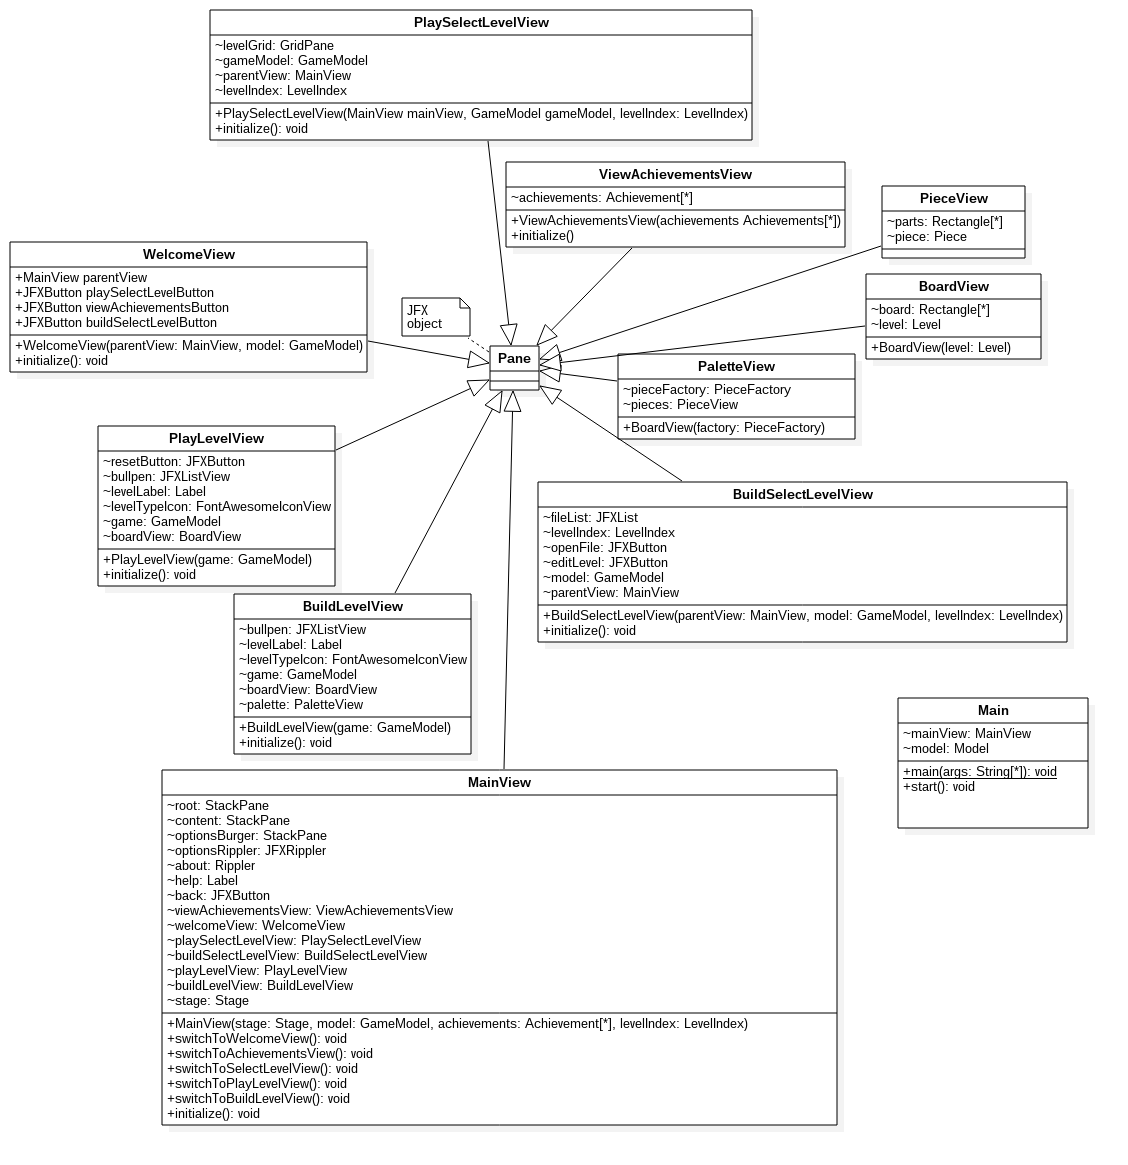 PlaySelectLevelView
~levelGrid: GridPane
~gameModel: GameModel
~parentView: MainView
~levelIndex: LevelIndex
+PlaySelectLevelView(MainView mainView, GameModel gameModel, levelIndex: LevelIndex)
+initialize(): void
ViewAchievementsView
~achievements: Achievement[*]
+ViewAchievementsView(achievements Achievements[*])
+initialize()
PieceView
~parts: Rectangle[*]
~piece: Piece
WelcomeView
+MainView parentView
+JFXButton playSelectLevelButton
+JFXButton viewAchievementsButton
+JFXButton buildSelectLevelButton
+WelcomeView(parentView: MainView, model: GameModel)
+initialize(): void
JFX
object
Pane
BoardView
~board: Rectangle[*]
~level: Level
+BoardView(level: Level)
PaletteView
~pieceFactory: PieceFactory
~pieces: PieceView
+BoardView(factory: PieceFactory)
PlayLevelView
~resetButton: JFXButton
~bullpen: JFXListView
~levelLabel: Label
~levelTypeIcon: FontAwesomeIconView
~game: GameModel
~boardView: BoardView
+PlayLevelView(game: GameModel)
+initialize(): void
BuildSelectLevelView
~fileList: JFXList
~levelIndex: LevelIndex
~openFile: JFXButton
~editLevel: JFXButton
~model: GameModel
~parentView: MainView
+BuildSelectLevelView(parentView: MainView, model: GameModel, levelIndex: LevelIndex)
+initialize(): void
BuildLevelView
~bullpen: JFXListView
~levelLabel: Label
~levelTypeIcon: FontAwesomeIconView
~game: GameModel
~boardView: BoardView
~palette: PaletteView
+BuildLevelView(game: GameModel)
+initialize(): void
Main
~mainView: MainView
~model: Model
+main(args: String[*]): void
+start(): void
MainView
~root: StackPane
~content: StackPane
~optionsBurger: StackPane
~optionsRippler: JFXRippler
~about: Rippler
~help: Label
~back: JFXButton
~viewAchievementsView: ViewAchievementsView
~welcomeView: WelcomeView
~playSelectLevelView: PlaySelectLevelView
~buildSelectLevelView: BuildSelectLevelView
~playLevelView: PlayLevelView
~buildLevelView: BuildLevelView
~stage: Stage
+MainView(stage: Stage, model: GameModel, achievements: Achievement[*], levelIndex: LevelIndex)
+switchToWelcomeView(): void
+switchToAchievementsView(): void
+switchToSelectLevelView(): void
+switchToPlayLevelView(): void
+switchToBuildLevelView(): void
+initialize(): void